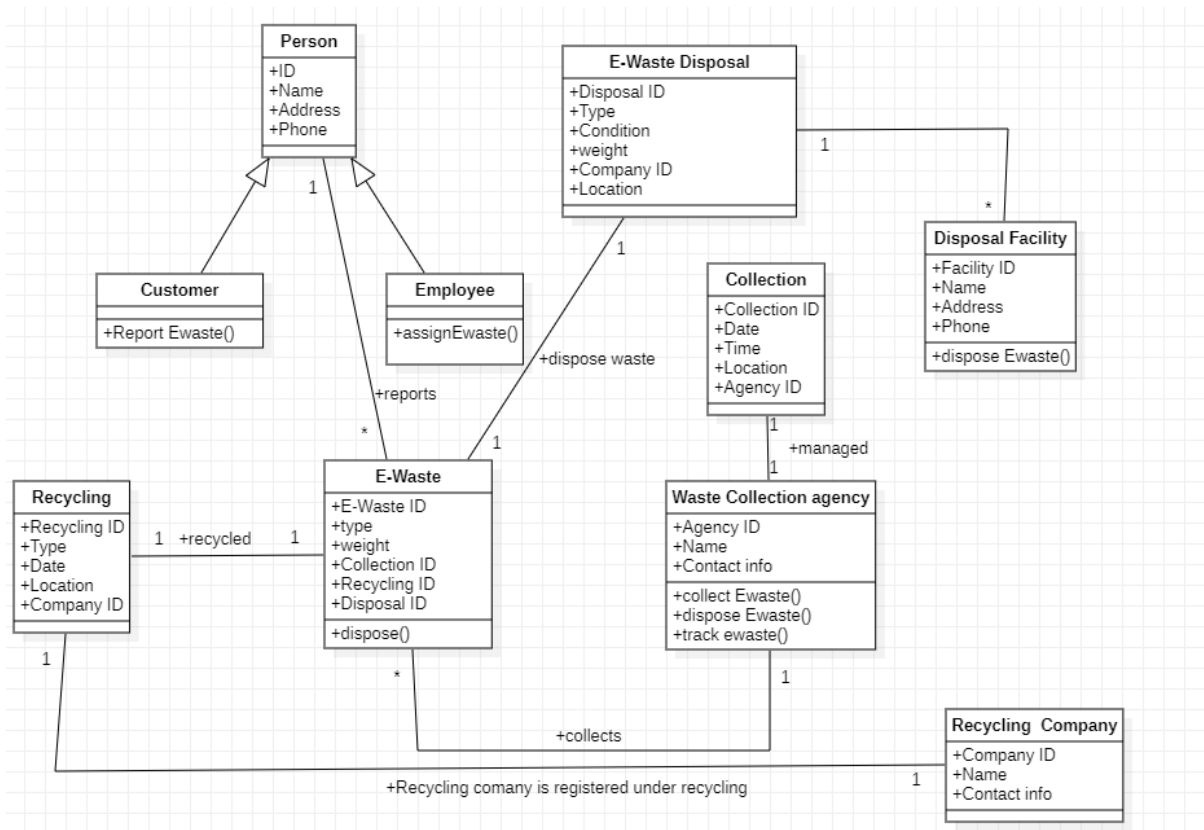 Person
+ID
+Name
+Address
+Phone
1
E-Waste Disposal
+Disposal ID
+Type
+Condition
+weight
+Company ID
+Location
1
*
Disposal Facility
+Facility ID
+Name
+Address
+Phone
+dispose Ewaste()
Customer
+Report Ewaste()
Employee
+assignEwaste()
1
+dispose waste
1
Collection
+Collection ID
+Date
+Time
+Location
+Agency ID
1
+managed
1
+reports
*
E-Waste
+E-Waste ID
+type
+weight
+Collection ID
+Recycling ID
+Disposal ID
+dispose()
Recycling
+Recycling ID
+Type
+Date
+Location
+Company ID
1 +recycled 1
Waste Collection agency
+Agency ID
+Name
+Contact info
+collect Ewaste()
+dispose Ewaste()
+track ewaste()
1
*
1
+collects
Recycling Company
+Company ID
+Name
+Contact info
1
+Recycling comany is registered under recycling